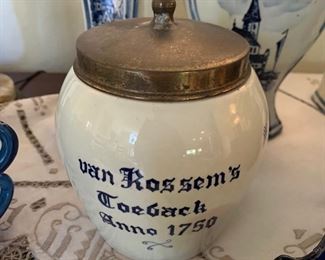 van Rossem's
Toeback
Anno 1750